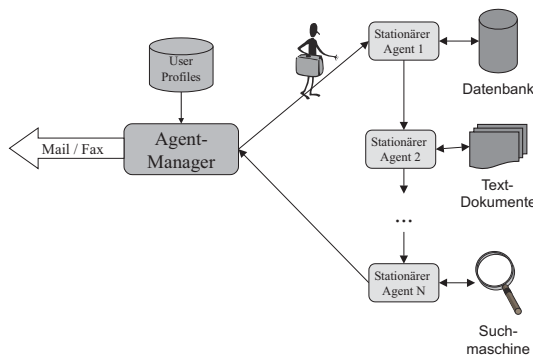 User
Profiles
Mail / Fax
Agent-
Manager
Stationärer
Agent 1
Datenbank
Stationärer
Agent 2
Text-
Dokumente
...
Stationärer
Agent N
Such-
maschine